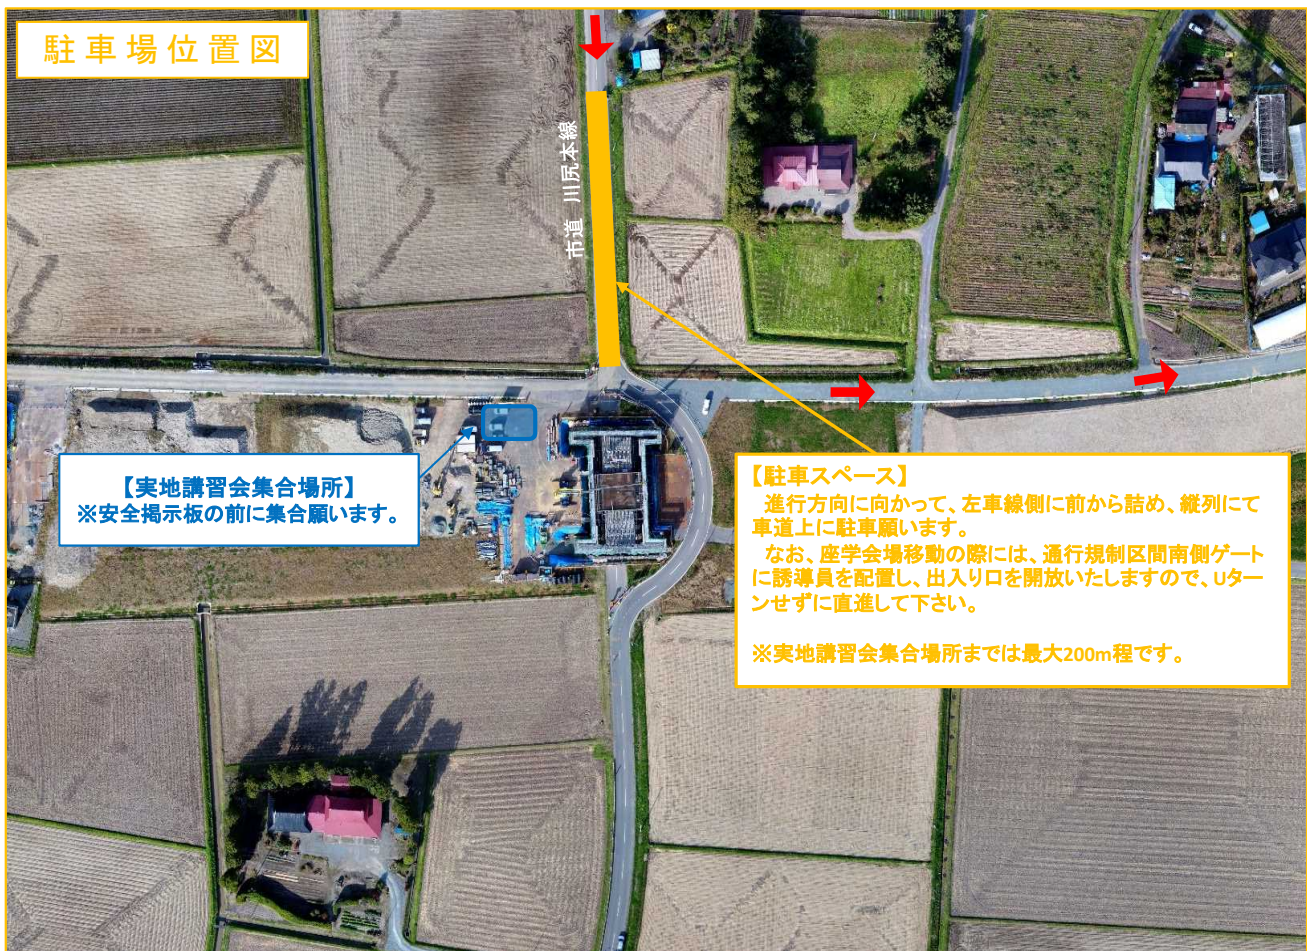 駐車場位置図
市道 川尻本線
【実地講習会集合場所】
※安全掲示板の前に集合願います。
【駐車スペース】
進行方向に向かって、左車線側に前から詰め、縦列にて
車道上に駐車願います。
なお、座学会場移動の際には、通行規制区間南側ゲート
に誘導員を配置し、出入り口を開放いたしますので、Uター
ンせずに直進して下さい。
※実地講習会集合場所までは最大200m程です。